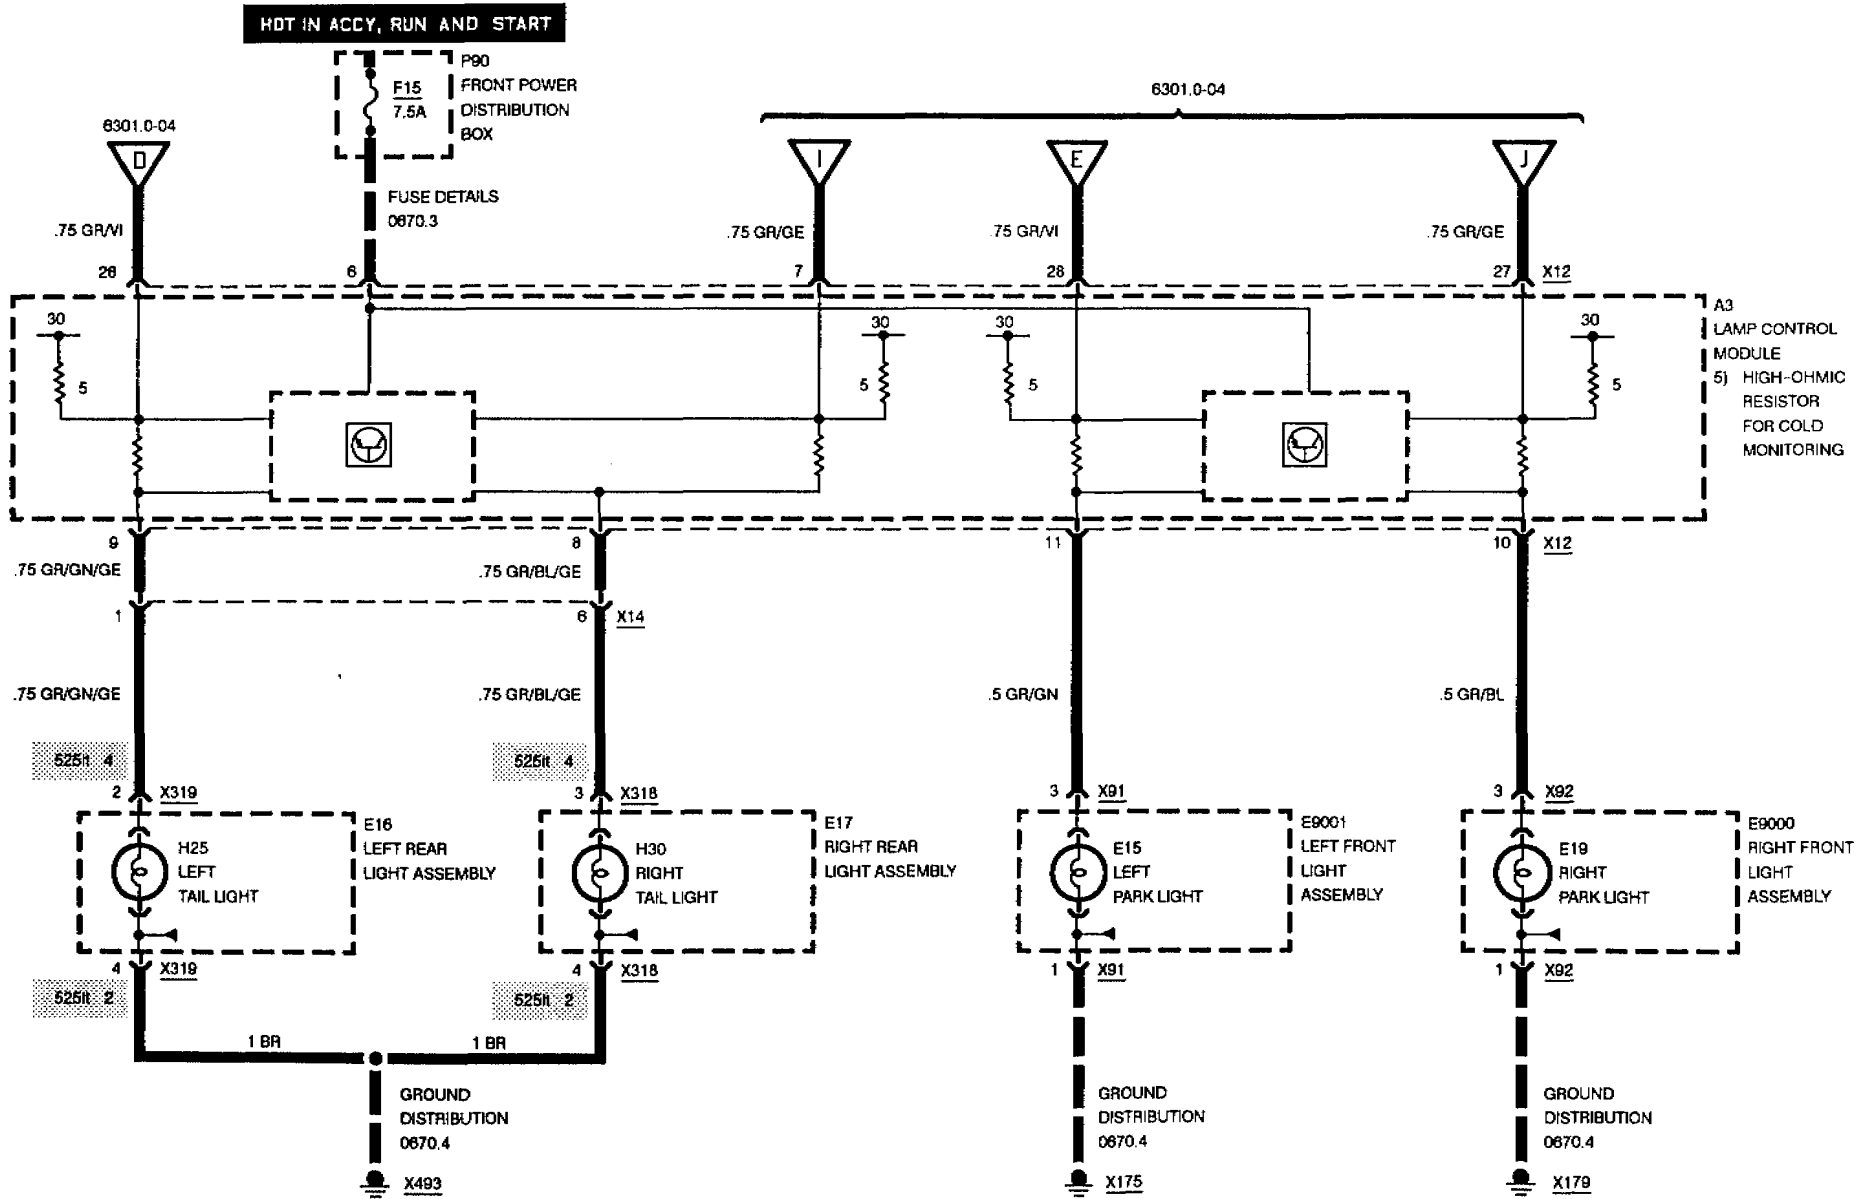 HOT IN ACCY, RUN AND START
P90
FRONT POWER
DISTRIBUTION
BOX
F15
7.5A
6301.0-04
6301.0-04
D
I
E
J
FUSE DETAILS
0670.3
.75 GR/VI
.75 GR/GE
.75 GR/VI
.75 GR/GE
26
6
7
28
27
X12
30
30
30
30
5
5
5
5
A3
LAMP CONTROL
MODULE
5) HIGH-OHMIC
RESISTOR
FOR COLD
MONITORING
9
8
11
10
X12
.75 GR/GN/GE
.75 GR/BL/GE
1
6
X14
.75 GR/GN/GE
.75 GR/BL/GE
.5 GR/GN
.5 GR/BL
525it 4
525it 4
2
X319
3
X318
3
X91
3
X92
E16
LEFT REAR
LIGHT ASSEMBLY
H25
LEFT
TAIL LIGHT
E17
RIGHT REAR
LIGHT ASSEMBLY
H30
RIGHT
TAIL LIGHT
E9001
LEFT FRONT
LIGHT
ASSEMBLY
E15
LEFT
PARK LIGHT
E9000
RIGHT FRONT
LIGHT
ASSEMBLY
E19
RIGHT
PARK LIGHT
4
X319
4
X318
1
X91
1
X92
525it 2
525it 2
1 BR
1 BR
GROUND
DISTRIBUTION
0670.4
GROUND
DISTRIBUTION
0670.4
GROUND
DISTRIBUTION
0670.4
X493
X175
X179